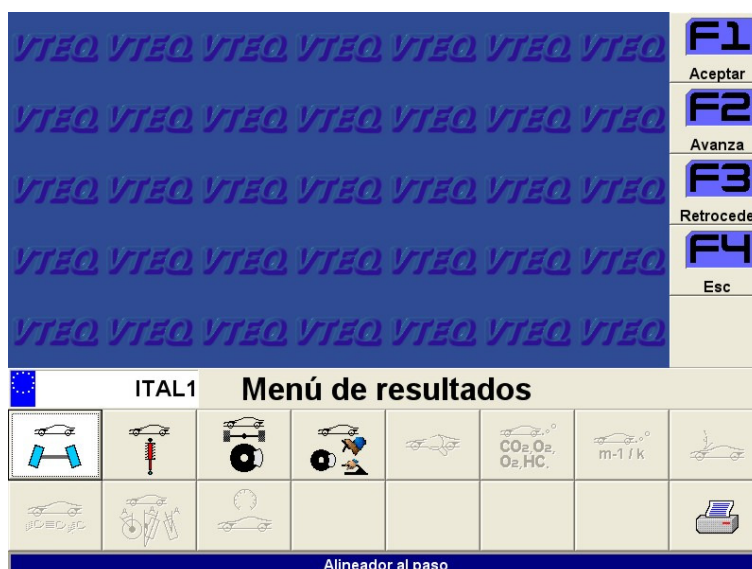 VTEQ VTEQ VTEQ VTEQ VTEQ VTEQ VTEQ
VTEQ VTEQ VTEQ VTEQ VTEQ VTEQ VTEQ
VTEQ VTEQ VTEQ VTEQ VTEQ VTEQ VTEQ
VTEQ VTEQ VTEQ VTEQ VTEQ VTEQ VTEQ
VTEQ VTEQ VTEQ VTEQ VTEQ VTEQ VTEQ
F1
Aceptar
F2
Avanza
F3
Retrocede
F4
Esc
ITAL1 Menú de resultados
CO2,O2,
O2,HC,
m-1 / k
Alineador al paso